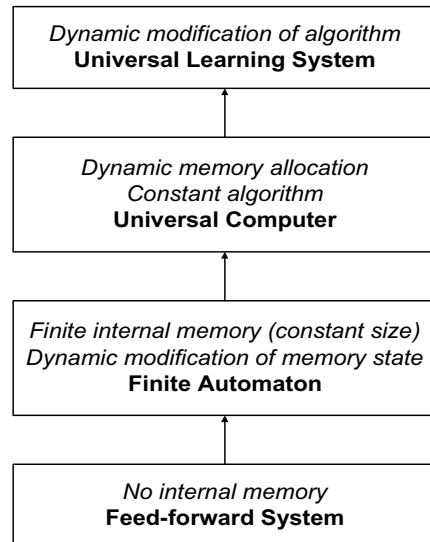 Dynamic modification of algorithm
Universal Learning System
Dynamic memory allocation
Constant algorithm
Universal Computer
Finite internal memory (constant size)
Dynamic modification of memory state
Finite Automaton
No internal memory
Feed-forward System